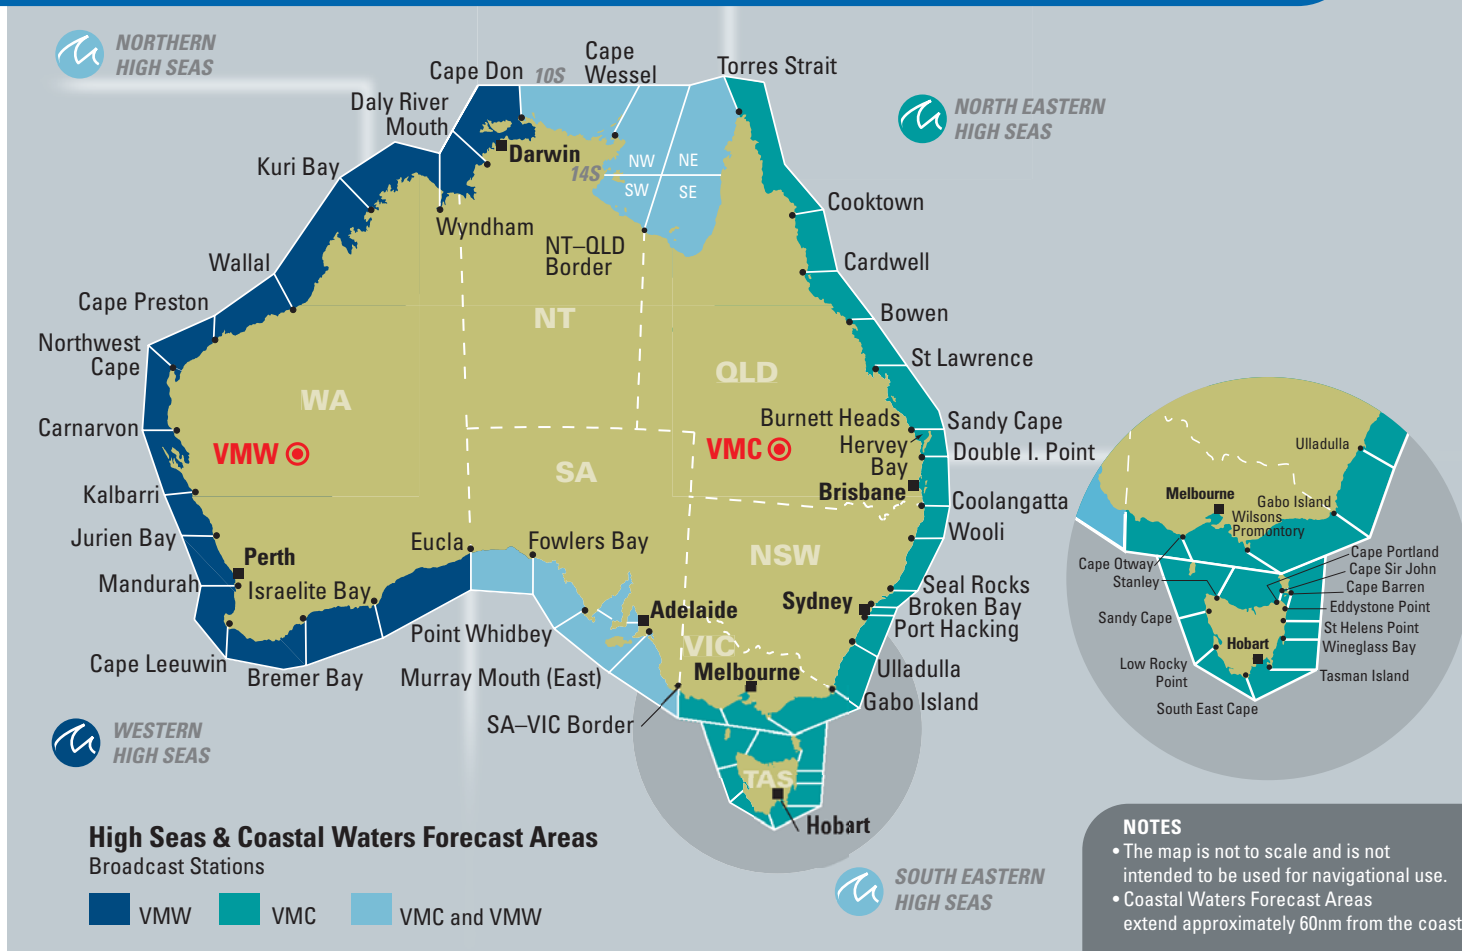 NORTHERN
HIGH SEAS
Cape Don
10S
Cape
Wessel
Torres Strait
Daly River
Mouth
NORTH EASTERN
HIGH SEAS
Kuri Bay
Darwin
14S
NW
NE
SW
SE
Cooktown
Wyndham
NT–QLD
Border
Wallal
Cardwell
Cape Preston
Bowen
NT
Northwest
Cape
St Lawrence
QLD
WA
Burnett Heads
Sandy Cape
Carnarvon
VMW
VMC
Hervey
Bay
Double I. Point
SA
Kalbarri
Brisbane
Coolangatta
Jurien Bay
Eucla
Fowlers Bay
Wooli
Perth
NSW
Mandurah
Israelite Bay
Seal Rocks
Sydney
Broken Bay
Adelaide
Port Hacking
Point Whidbey
VIC
Cape Leeuwin
Bremer Bay
Murray Mouth (East)
Melbourne
Ulladulla
Gabo Island
SA–VIC Border
WESTERN
HIGH SEAS
TAS
Hobart
Ulladulla
Melbourne
Gabo Island
Wilsons
Promontory
Cape Otway
Stanley
Cape Portland
Cape Sir John
Cape Barren
Eddystone Point
Sandy Cape
St Helens Point
Hobart
Wineglass Bay
Low Rocky
Point
Tasman Island
South East Cape
High Seas & Coastal Waters Forecast Areas
Broadcast Stations
VMW
VMC
VMC and VMW
SOUTH EASTERN
HIGH SEAS
NOTES
• The map is not to scale and is not
intended to be used for navigational use.
• Coastal Waters Forecast Areas
extend approximately 60nm from the coast